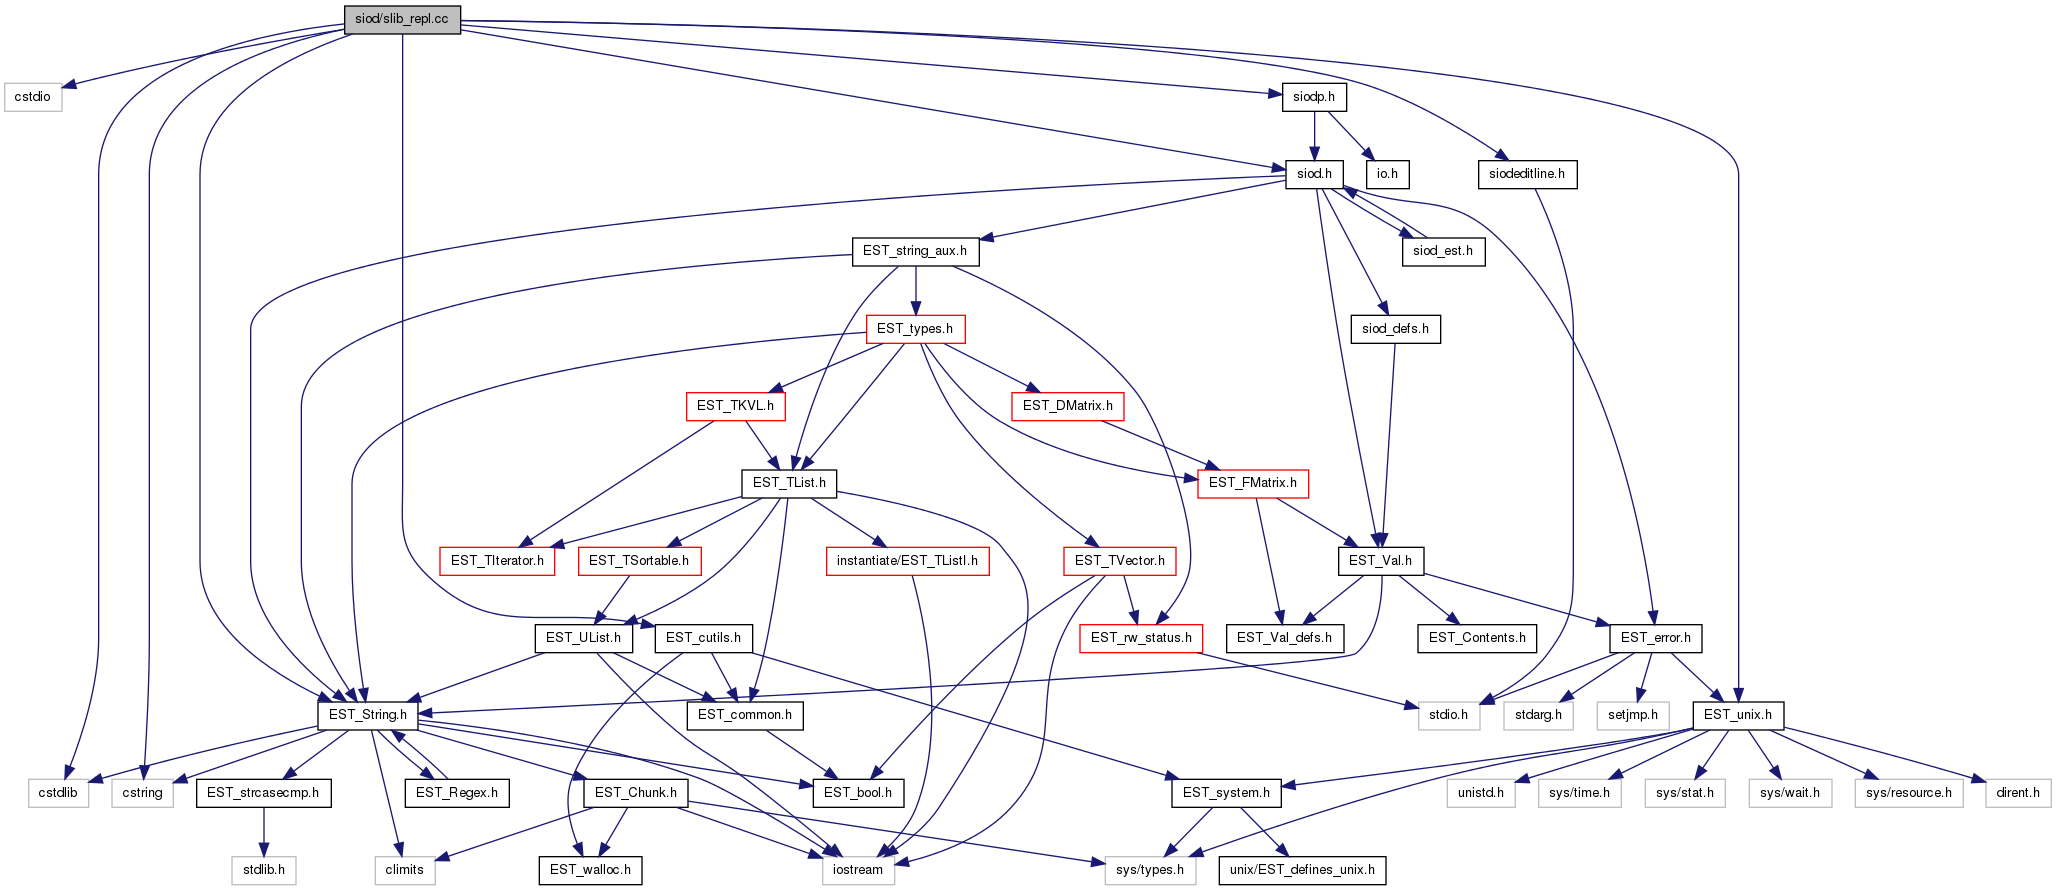 siod/slib_repl.cc
cstdio
siodp.h
siod.h
io.h
siodeditline.h
EST_string_aux.h
siod_est.h
EST_types.h
siod_defs.h
EST_TKVL.h
EST_DMatrix.h
EST_TList.h
EST_FMatrix.h
EST_TIterator.h
EST_TSortable.h
instantiate/EST_TListI.h
EST_TVector.h
EST_Val.h
EST_UList.h
EST_cutils.h
EST_rw_status.h
EST_Val_defs.h
EST_Contents.h
EST_error.h
EST_String.h
EST_common.h
stdio.h
stdarg.h
setjmp.h
EST_unix.h
cstdlib
cstring
EST_strcasecmp.h
EST_Regex.h
EST_Chunk.h
EST_bool.h
EST_system.h
unistd.h
sys/time.h
sys/stat.h
sys/wait.h
sys/resource.h
dirent.h
stdlib.h
climits
EST_walloc.h
iostream
sys/types.h
unix/EST_defines_unix.h